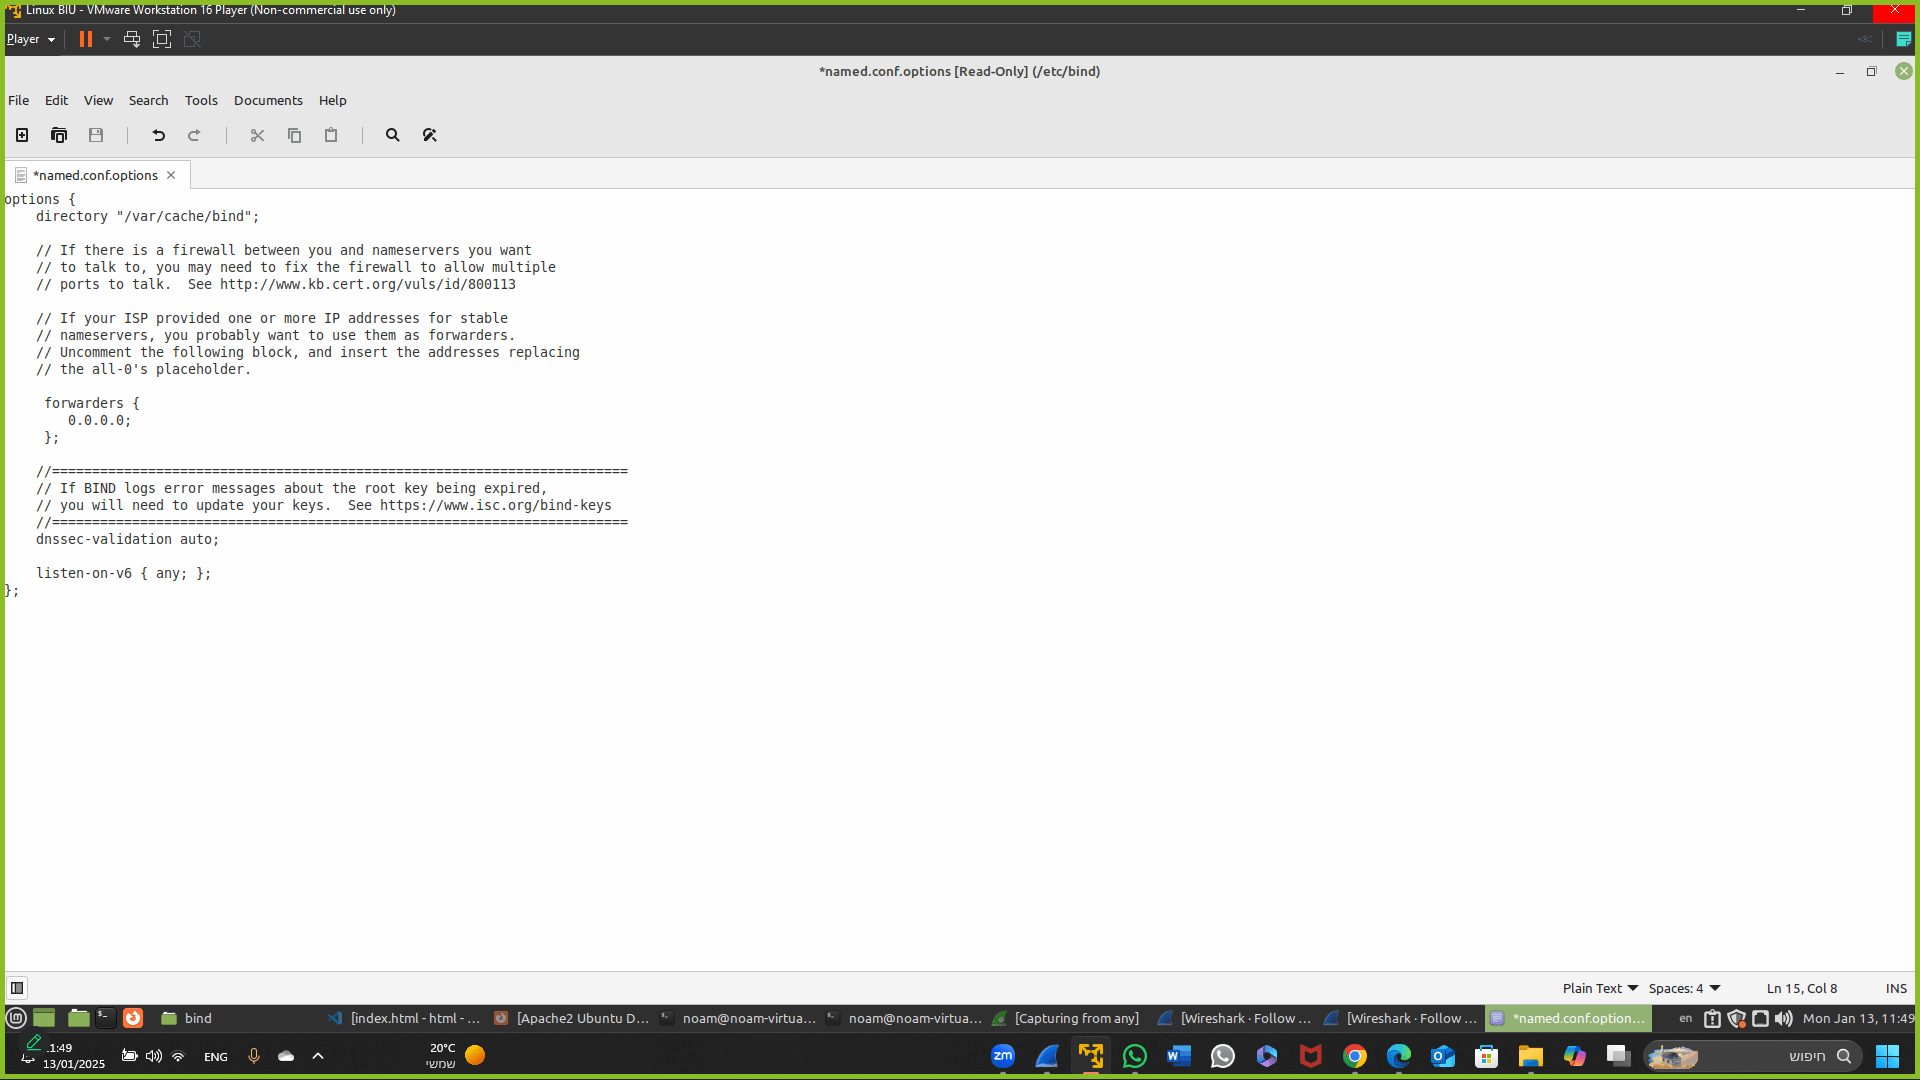 Linux BIU - VMware Workstation 16 Player (Non-commercial use only)
Player
*named.conf.options [Read-Only] (/etc/bind)
File Edit View Search Tools Documents Help
*named.conf.options
options {
    directory "/var/cache/bind";

    // If there is a firewall between you and nameservers you want
    // to talk to, you may need to fix the firewall to allow multiple
    // ports to talk.  See http://www.kb.cert.org/vuls/id/800113

    // If your ISP provided one or more IP addresses for stable
    // nameservers, you probably want to use them as forwarders.
    // Uncomment the following block, and insert the addresses replacing
    // the all-0's placeholder.

     forwarders {
        0.0.0.0;
     };

    //========================================================================
    // If BIND logs error messages about the root key being expired,
    // you will need to update your keys.  See https://www.isc.org/bind-keys
    //========================================================================
    dnssec-validation auto;

    listen-on-v6 { any; };
};
Plain Text Spaces: 4 Ln 15, Col 8 INS
bind [index.html - html - ... [Apache2 Ubuntu D... noam@noam-virtua... noam@noam-virtua... [Capturing from any] [Wireshark · Follow ... [Wireshark · Follow ... *named.conf.option... en Mon Jan 13, 11:49
11:49
13/01/2025
ENG
20°C
שמשי
חיפוש